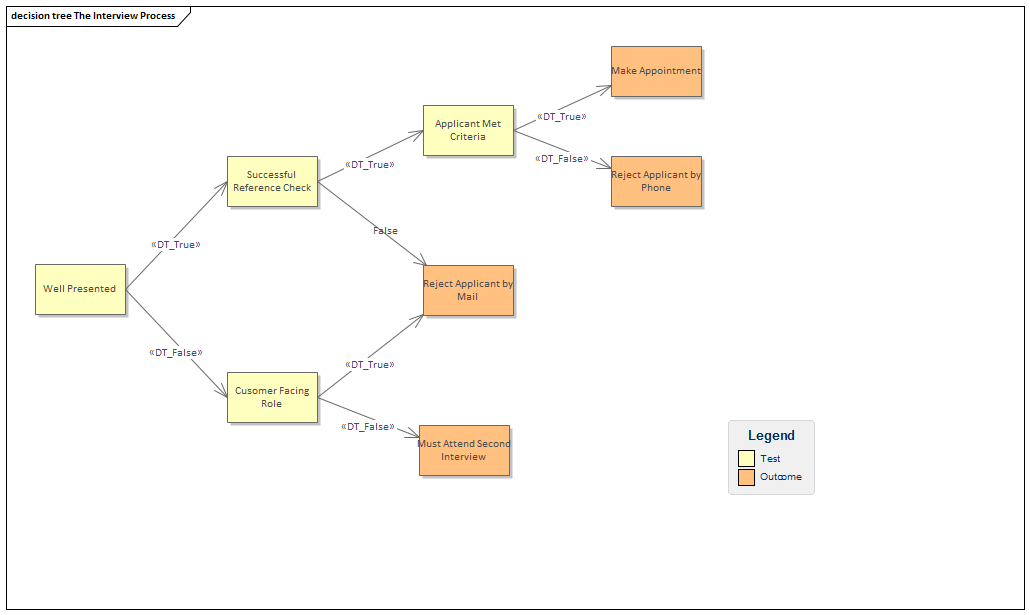 decision tree The Interview Process
Make Appointment
«DT_True»
Applicant Met
Criteria
«DT_False»
Reject Applicant by
Phone
«DT_True»
Successful
Reference Check
False
«DT_True»
Well Presented
Reject Applicant by
Mail
«DT_False»
«DT_True»
Cusomer Facing
Role
«DT_False»
Must Attend Second
Interview
Legend
Test
Outcome